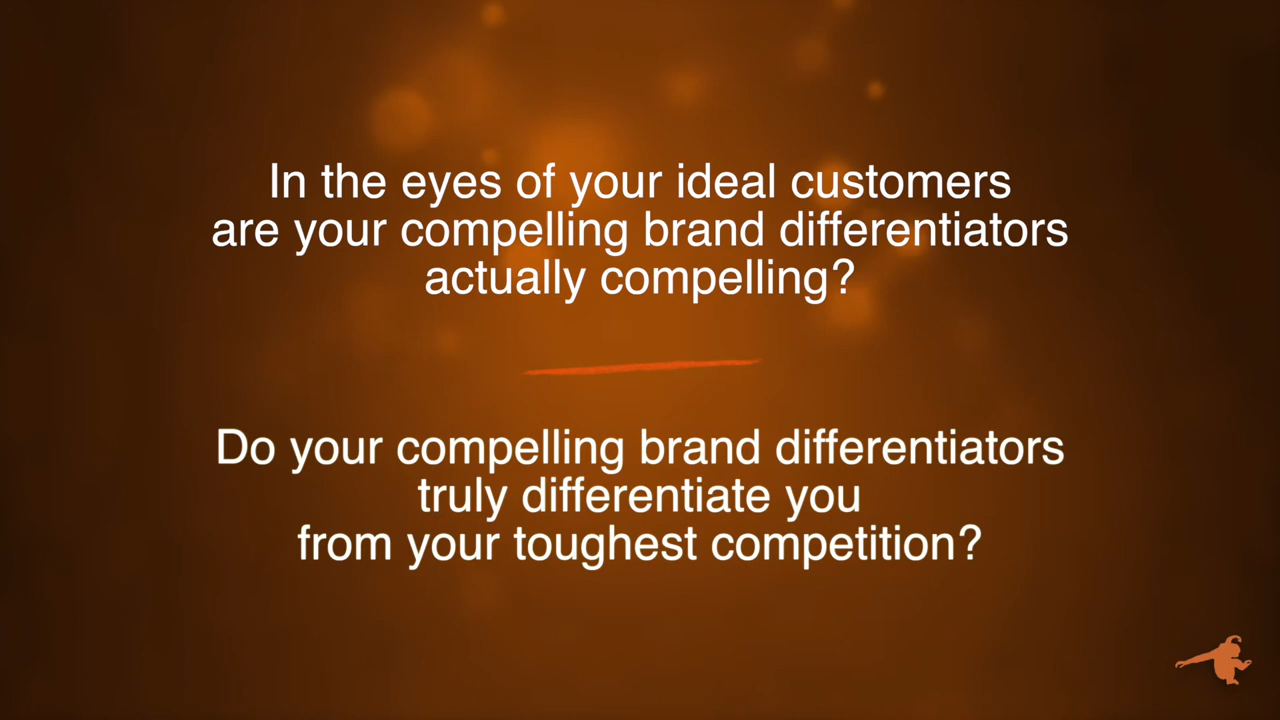 In the eyes of your ideal customers
are your compelling brand differentiators
actually compelling?
Do your compelling brand differentiators
truly differentiate you
from your toughest competition?